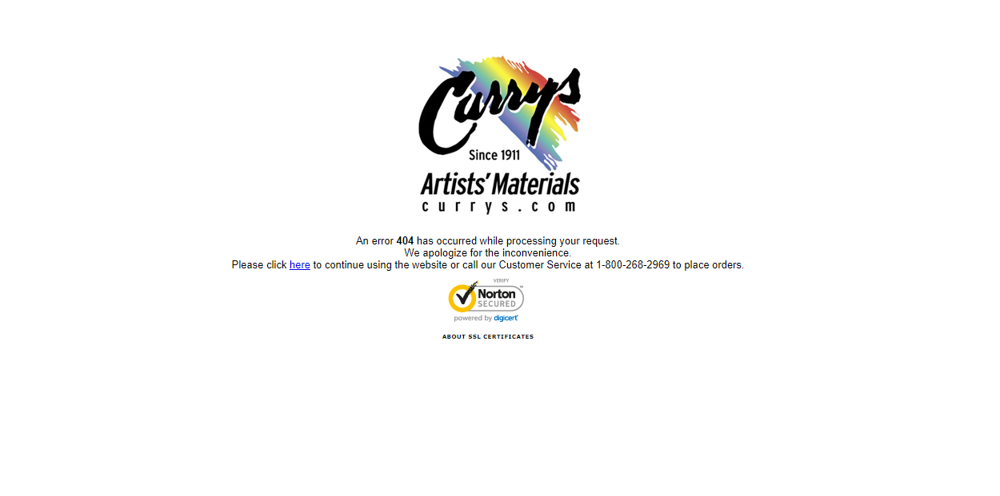 Currys
Since 1911
Artists' Materials
currys.com
An error 404 has occurred while processing your request.
We apologize for the inconvenience.
Please click here to continue using the website or call our Customer Service at 1-800-268-2969 to place orders.
VERIFY
Norton
SECURED
powered by digicert
ABOUT SSL CERTIFICATES